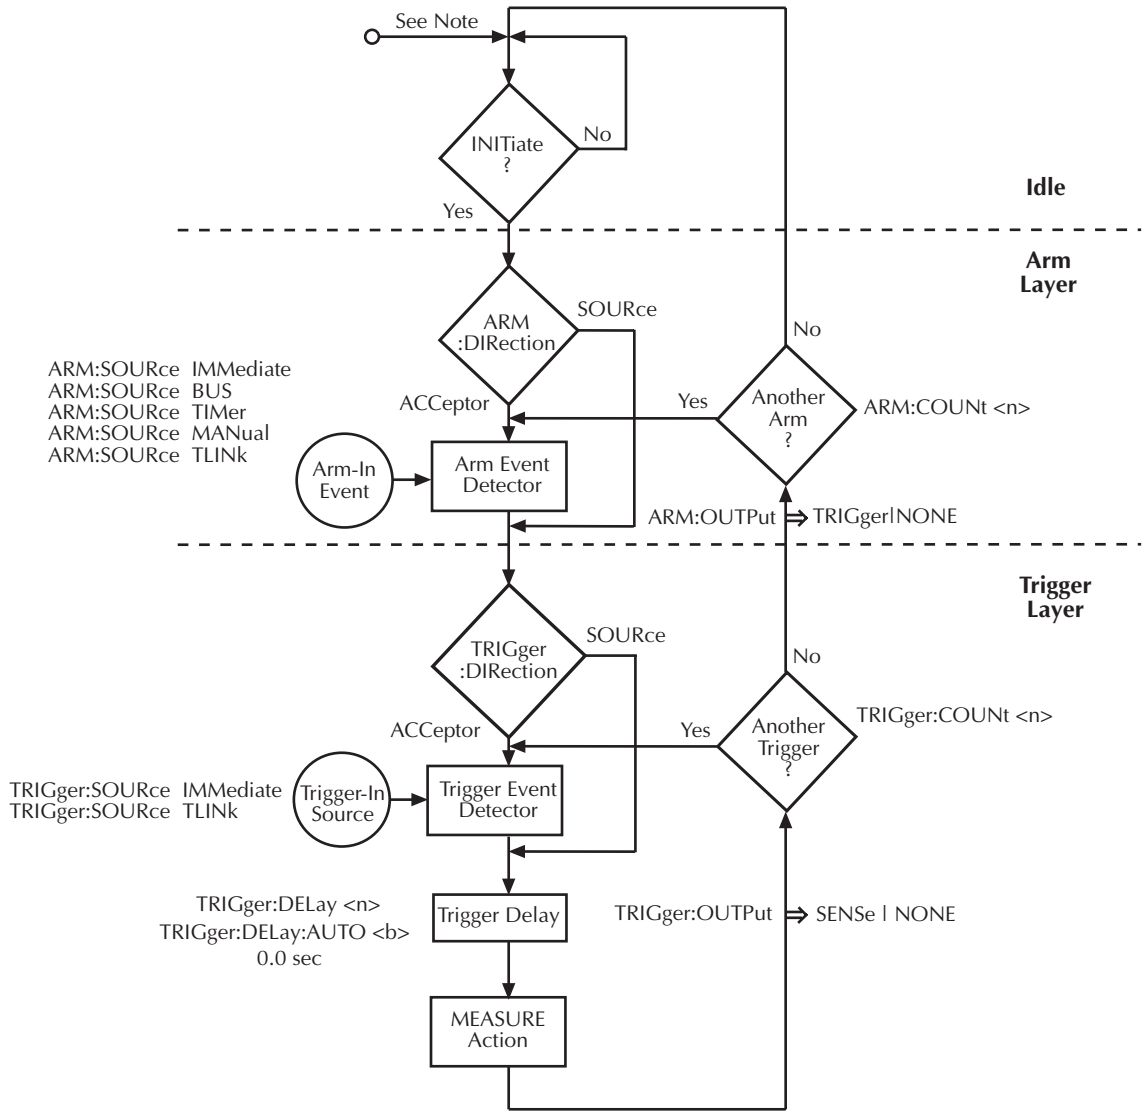 See Note
INITiate
?
No
Yes
Idle
Arm
Layer
ARM
:DIRection
SOURce
ACCeptor
ARM:SOURce IMMediate
ARM:SOURce BUS
ARM:SOURce TIMer
ARM:SOURce MANual
ARM:SOURce TLINk
Arm-In
Event
Arm Event
Detector
No
Yes
Another
Arm
?
ARM:COUNt <n>
ARM:OUTPut ⇒ TRIGger|NONE
Trigger
Layer
TRIGger
:DIRection
SOURce
ACCeptor
TRIGger:SOURce IMMediate
TRIGger:SOURce TLINk
Trigger-In
Source
Trigger Event
Detector
No
Yes
Another
Trigger
?
TRIGger:COUNt <n>
TRIGger:DELay <n>
TRIGger:DELay:AUTO <b>
0.0 sec
Trigger Delay
TRIGger:OUTPut ⇒ SENSe | NONE
MEASURE
Action